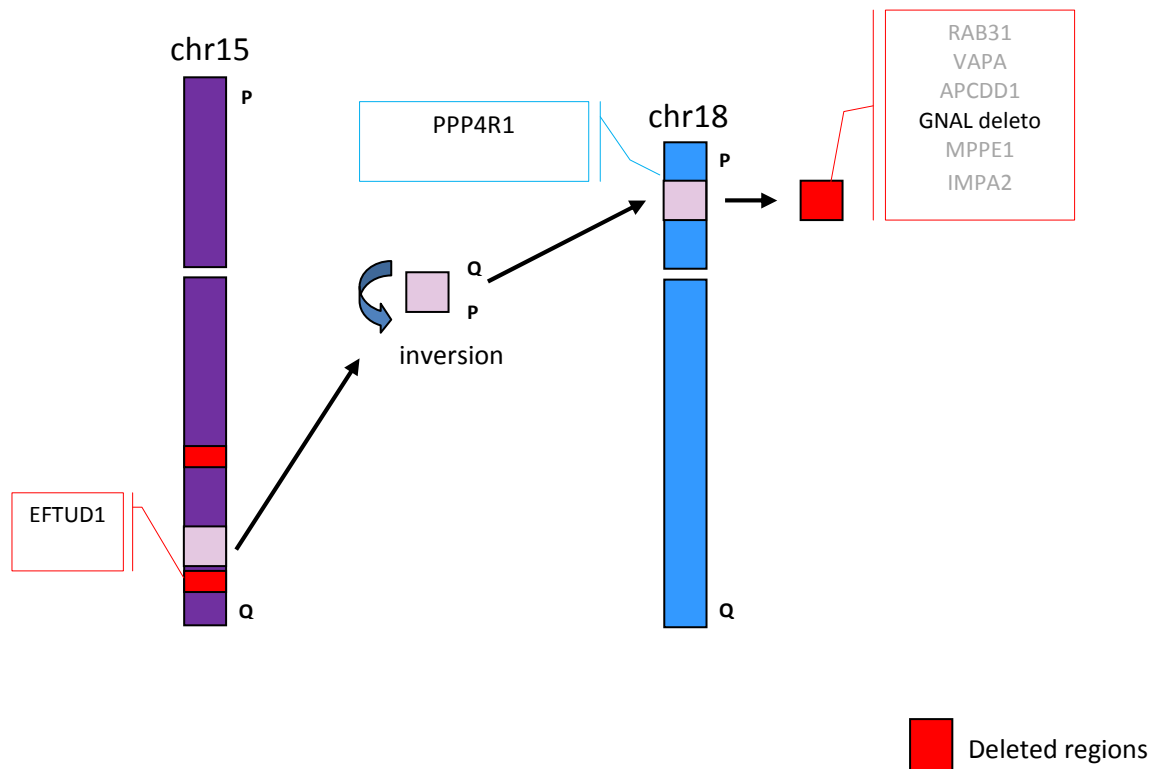 chr15
P
EFTUD1
Q
Q
P
inversion
PPP4R1
chr18
P
Q
RAB31
VAPA
APCDD1
GNAL deleto
MPPE1
IMPA2
Deleted regions